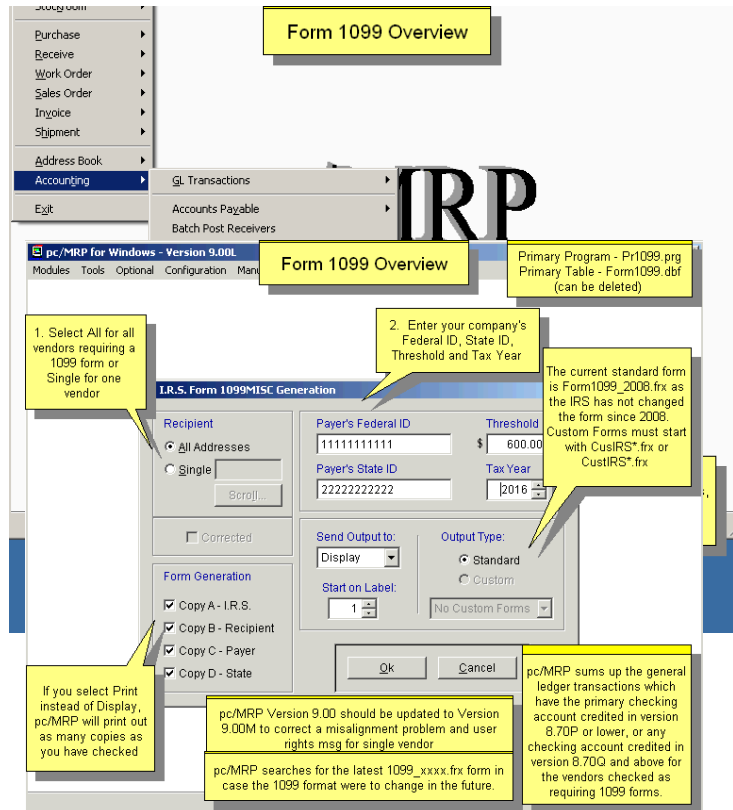 Stockroom
Purchase
Receive
Work Order
Sales Order
Invoice
Shipment
Address Book
Accounting
Exit
GL Transactions
Accounts Payable
Batch Post Receivers
Form 1099 Overview
MRP
pc/MRP for Windows - Version 9.00L
Modules Tools Optional Configuration
Form 1099 Overview
Primary Program - Pr1099.prg
Primary Table - Form1099.dbf
(can be deleted)
1. Select All for all
vendors requiring a
1099 form or
Single for one
vendor
2. Enter your company's
Federal ID, State ID,
Threshold and Tax Year
The current standard form
is Form1099_2008.frx as
the IRS has not changed
the form since 2008.
Custom Forms must start
with CusIRS*.frx or
CustIRS*.frx
I.R.S. Form 1099MISC Generation
Recipient
All Addresses
Single
Scroll...
Corrected
Payer's Federal ID
11111111111
Threshold
$ 600.00
Payer's State ID
22222222222
Tax Year
2016
Form Generation
Copy A - I.R.S.
Copy B - Recipient
Copy C - Payer
Copy D - State
Send Output to:
Display
Start on Label:
1
Output Type:
Standard
Custom
No Custom Forms
Ok
Cancel
If you select Print
instead of Display,
pc/MRP will print out
as many copies as
you have checked
pc/MRP Version 9.00 should be updated to Version
9.00M to correct a misalignment problem and user
rights msg for single vendor
pc/MRP searches for the latest 1099_xxxx.frx form in
case the 1099 format were to change in the future.
pc/MRP sums up the general
ledger transactions which
have the primary checking
account credited in version
8.70P or lower, or any
checking account credited in
version 8.70Q and above for
the vendors checked as
requiring 1099 forms.